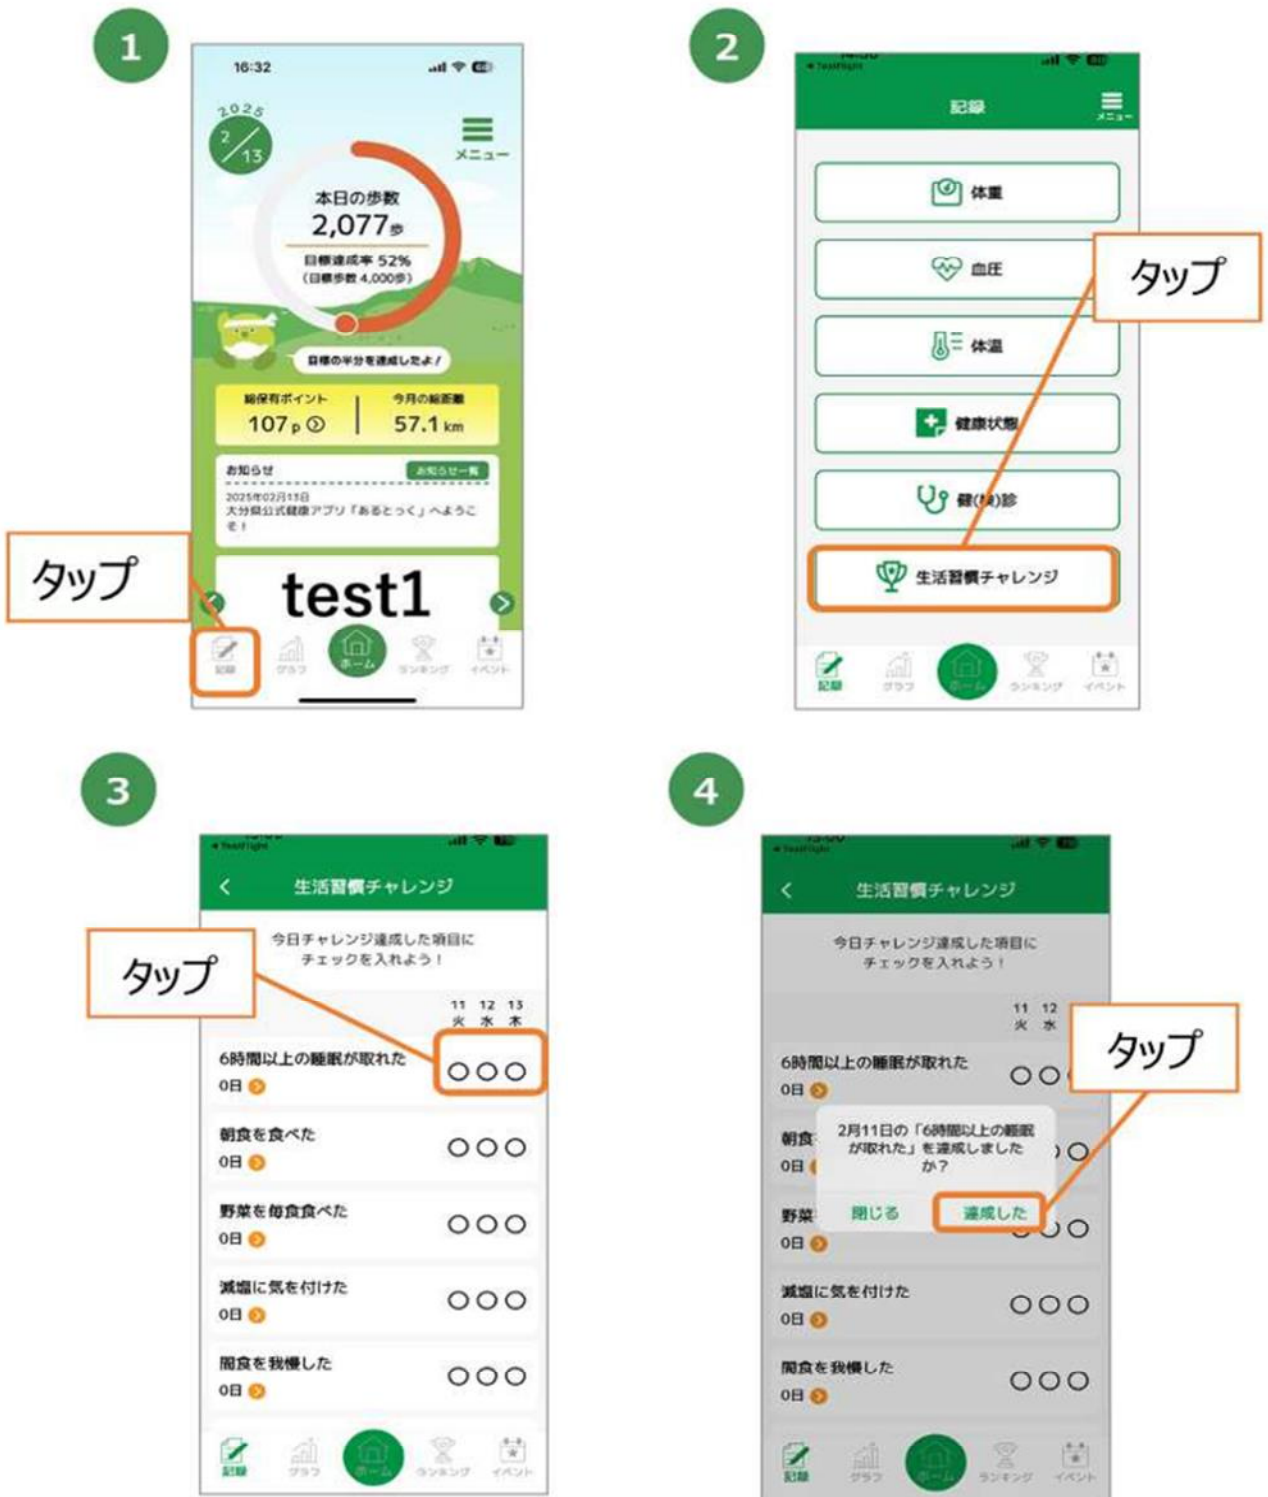 1
16:32
2025
2/13
メニュー
本日の歩数
2,077歩
目標達成率 52%
(目標歩数 4,000歩)
目標の半分を達成したよ!
総保有ポイント
107 p
今月の総距離
57.1 km
お知らせ
お知らせ一覧
2025年02月13日
大分県公式健康アプリ「あるとっく」へようこ
そ!
test1
タップ
記録
グラフ
ホーム
ランキング
イベント
2
TestFlight
記録
メニュー
体重
血圧
タップ
体温
健康状態
健(検)診
生活習慣チャレンジ
記録
グラフ
ホーム
ランキング
イベント
3
TestFlight
生活習慣チャレンジ
今日チャレンジ達成した項目に
チェックを入れよう!
タップ
11 12 13
火 水 木
6時間以上の睡眠が取れた
0日
朝食を食べた
0日
野菜を毎食食べた
0日
減塩に気を付けた
0日
間食を我慢した
0日
記録
グラフ
ホーム
ランキング
イベント
4
TestFlight
生活習慣チャレンジ
今日チャレンジ達成した項目に
チェックを入れよう!
11 12
火 水
タップ
6時間以上の睡眠が取れた
0日
朝食
0日
2月11日の「6時間以上の睡眠
が取れた」を達成しました
か?
閉じる
達成した
野菜
0日
減塩に気を付けた
0日
間食を我慢した
0日
記録
グラフ
ホーム
ランキング
イベント